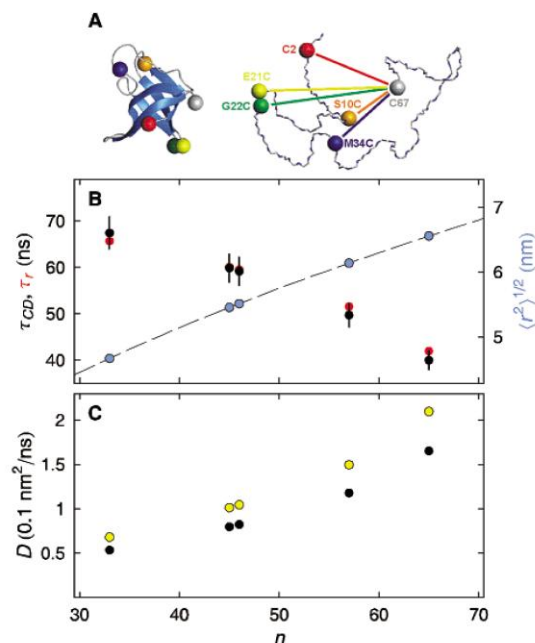 A
C2
E21C
G22C
S10C
C67
M34C
B
τCD, τr (ns)
70
60
50
40
⟨r²⟩¹/² (nm)
7
6
5
C
D (0.1 nm²/ns)
2
1.5
1
0.5
30 40 50 60 70
n